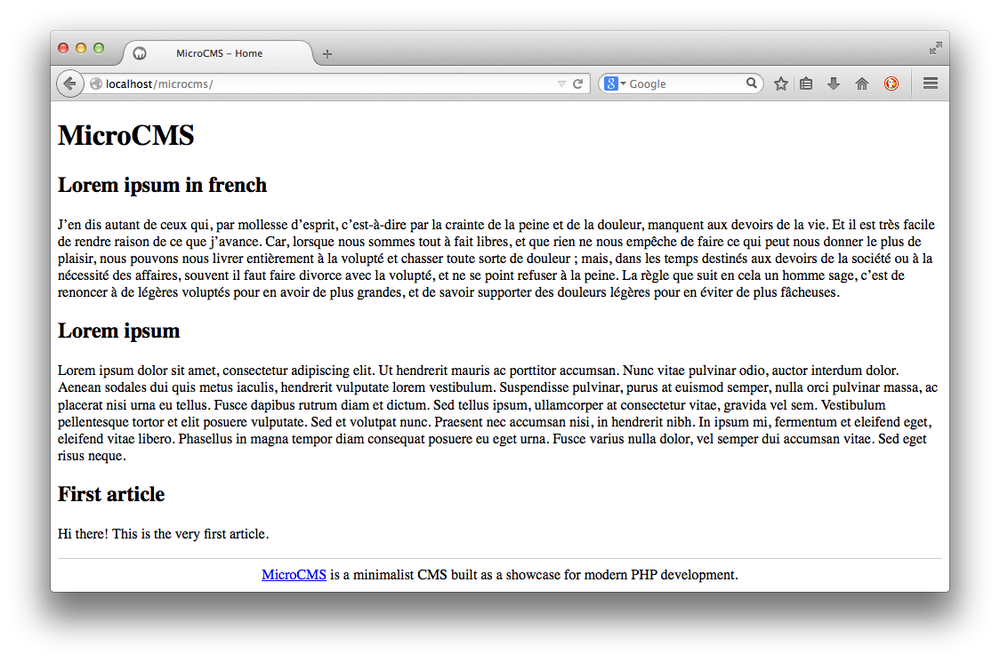 MicroCMS – Home
localhost/microcms/
8
Google
MicroCMS
Lorem ipsum in french
J’en dis autant de ceux qui, par mollesse d’esprit, c’est-à-dire par la crainte de la peine et de la douleur, manquent aux devoirs de la vie. Et il est très facile
de rendre raison de ce que j’avance. Car, lorsque nous sommes tout à fait libres, et que rien ne nous empêche de faire ce qui peut nous donner le plus de
plaisir, nous pouvons nous livrer entièrement à la volupté et chasser toute sorte de douleur ; mais, dans les temps destinés aux devoirs de la société ou à la
nécessité des affaires, souvent il faut faire divorce avec la volupté, et ne se point refuser à la peine. La règle que suit en cela un homme sage, c’est de
renoncer à de légères voluptés pour en avoir de plus grandes, et de savoir supporter des douleurs légères pour en éviter de plus fâcheuses.
Lorem ipsum
Lorem ipsum dolor sit amet, consectetur adipiscing elit. Ut hendrerit mauris ac porttitor accumsan. Nunc vitae pulvinar odio, auctor interdum dolor.
Aenean sodales dui quis metus iaculis, hendrerit vulputate lorem vestibulum. Suspendisse pulvinar, purus at euismod semper, nulla orci pulvinar massa, ac
placerat nisi urna eu tellus. Fusce dapibus rutrum diam et dictum. Sed tellus ipsum, ullamcorper at consectetur vitae, gravida vel sem. Vestibulum
pellentesque tortor et elit posuere vulputate. Sed et volutpat nunc. Praesent nec accumsan nisi, in hendrerit nibh. In ipsum mi, fermentum et eleifend eget,
eleifend vitae libero. Phasellus in magna tempor diam consequat posuere eu eget urna. Fusce varius nulla dolor, vel semper dui accumsan vitae. Sed eget
risus neque.
First article
Hi there! This is the very first article.
MicroCMS is a minimalist CMS built as a showcase for modern PHP development.